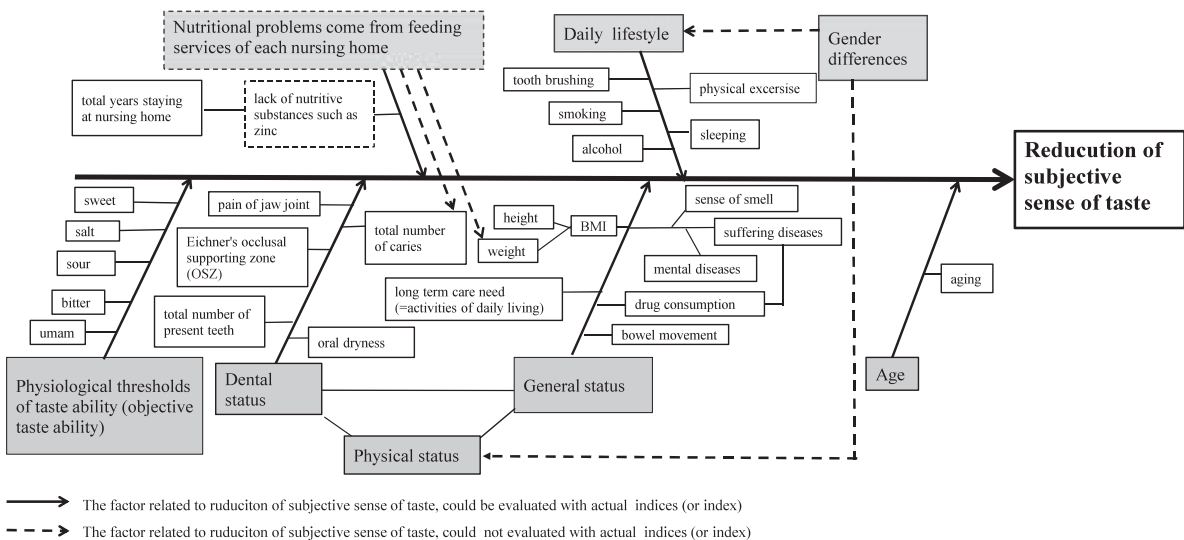 Nutritional problems come from feeding
services of each nursing home
Daily lifestyle
Gender
differences
total years staying
at nursing home
lack of nutritive
substances such as
zinc
tooth brushing
physical excersise
smoking
sleeping
alcohol
Reducution of
subjective
sense of taste
sweet
salt
sour
bitter
umam
pain of jaw joint
Eichner's occlusal
supporting zone
(OSZ)
total number of
present teeth
total number
of caries
oral dryness
height
weight
BMI
sense of smell
suffering diseases
mental diseases
long term care need
(=activities of daily living)
drug consumption
bowel movement
aging
Physiological thresholds
of taste ability (objective
taste ability)
Dental
status
General status
Age
Physical status
The factor related to ruduciton of subjective sense of taste, could be evaluated with actual indices (or index)
The factor related to ruduciton of subjective sense of taste, could not evaluated with actual indices (or index)